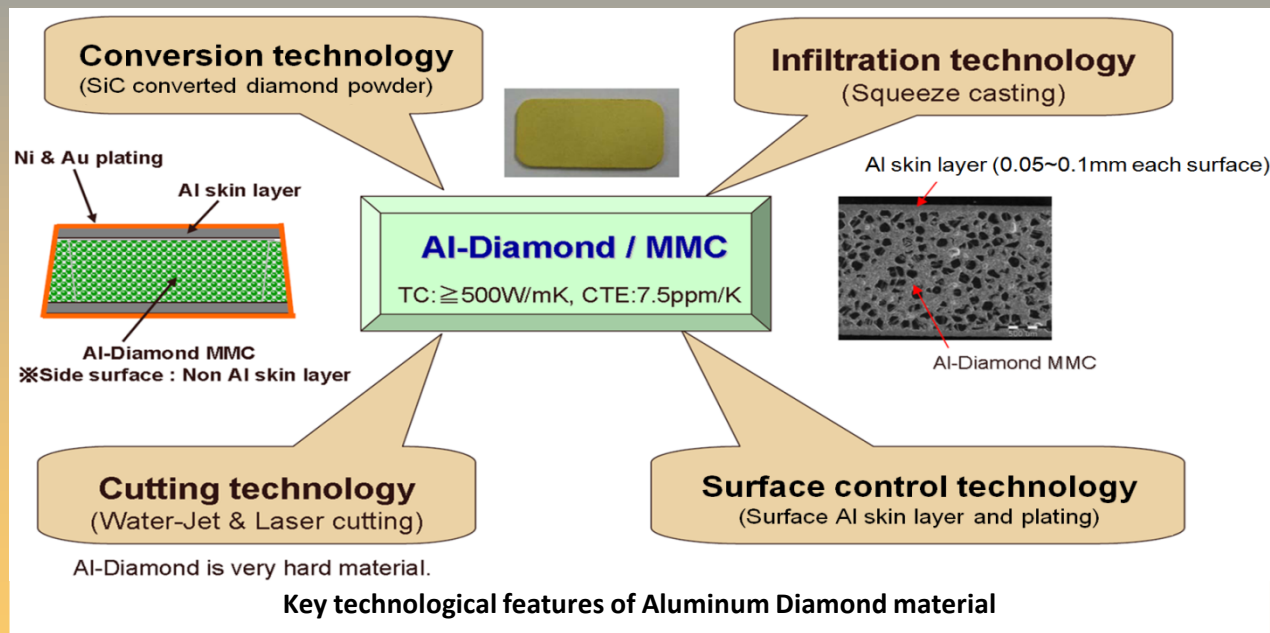 Conversion technology
(SiC converted diamond powder)
Infiltration technology
(Squeeze casting)
Ni & Au plating
Al skin layer
Al skin layer (0.05~0.1mm each surface)
Al-Diamond / MMC
TC:≧500W/mK, CTE:7.5ppm/K
Al-Diamond MMC
※Side surface : Non Al skin layer
Al-Diamond MMC
Cutting technology
(Water-Jet & Laser cutting)
Surface control technology
(Surface Al skin layer and plating)
Al-Diamond is very hard material.
Key technological features of Aluminum Diamond material